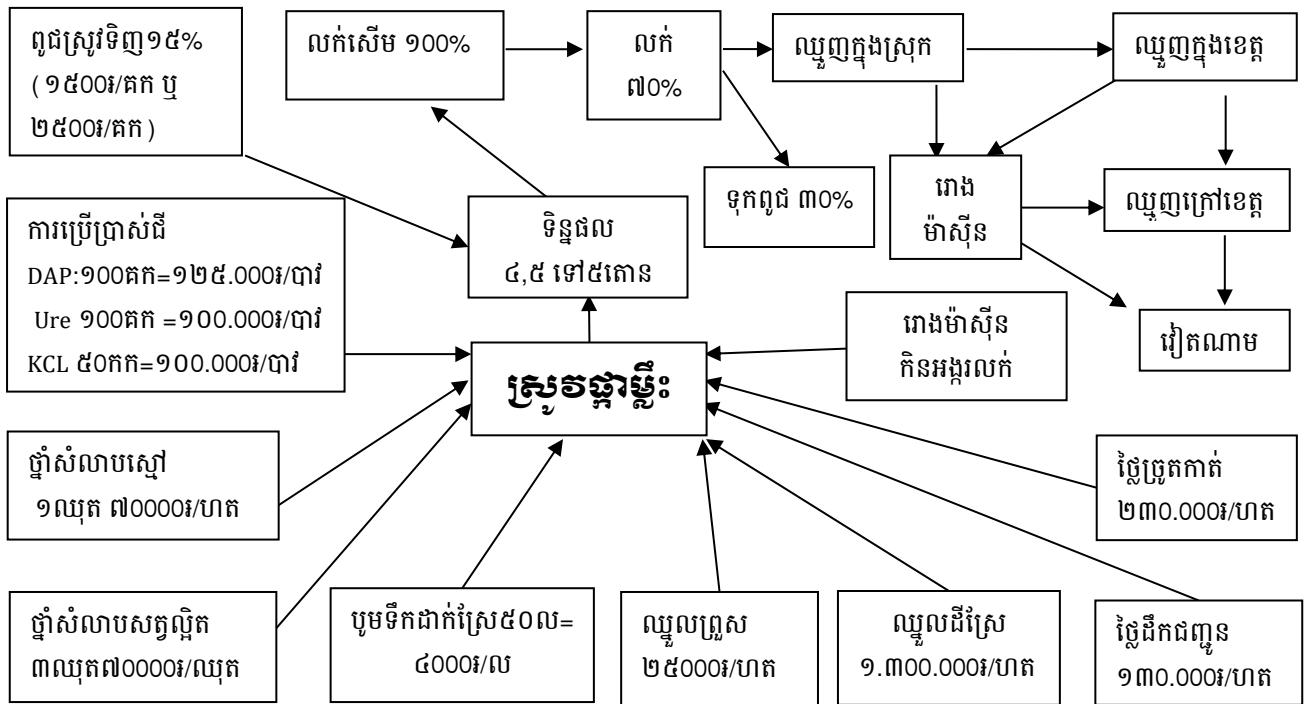 ពូជស្រូវទិញ១៥%
( ១៥00៛/គក ឬ
២៥00៛/គក )
លក់សើម ១00%
លក់
៧0%
ឈ្មួញក្នុងស្រុក
ឈ្មួញក្នុងខេត្ត
ទុកពូជ ៣0%
រោង
ម៉ាស៊ីន
ឈ្មួញក្រៅខេត្ត
វៀតណាម
ការប្រើប្រាស់ជី
DAP:១00គក=១២៥.000៛/បាវ
Ure ១00គក =១00.000៛/បាវ
KCL ៥0កក=១00.000៛/បាវ
ទិន្នផល
៤,៥ ទៅ៥តោន
រោងម៉ាស៊ីន
កិនអង្ករលក់
ស្រូវផ្កាម្លឹះ
ថ្នាំសំលាបស្មៅ
១ឈុត ៧0000៛/ហត
ថ្លៃច្រូតកាត់
២៣0.000៛/ហត
ថ្នាំសំលាបសត្វល្អិត
៣ឈុត៧0000៛/ឈុត
បូមទឹកដាក់ស្រែ៥0ល=
៤000៛/ល
ឈ្នួលព្រួស
២៥000៛/ហត
ឈ្នួលដីស្រែ
១.៣00.000៛/ហត
ថ្លៃដឹកជញ្ជូន
១៣0.000៛/ហត